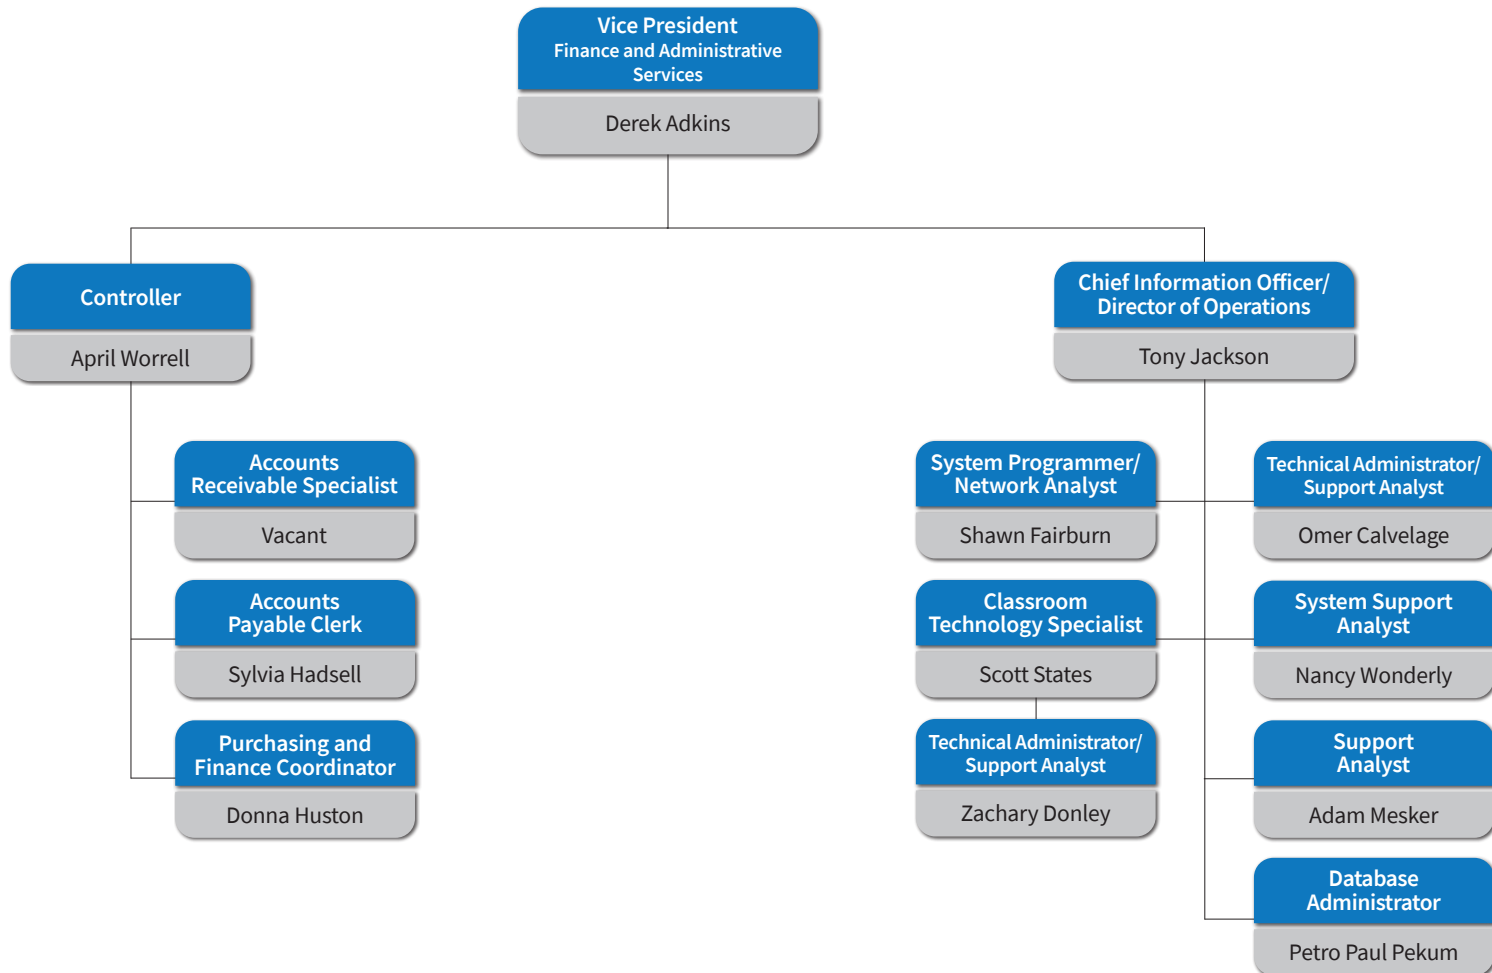 Vice President
Finance and Administrative
Services
Derek Adkins
Controller
April Worrell
Chief Information Officer/
Director of Operations
Tony Jackson
Accounts
Receivable Specialist
Vacant
Accounts
Payable Clerk
Sylvia Hadsell
Purchasing and
Finance Coordinator
Donna Huston
System Programmer/
Network Analyst
Shawn Fairburn
Technical Administrator/
Support Analyst
Omer Calvelage
Classroom
Technology Specialist
Scott States
System Support
Analyst
Nancy Wonderly
Technical Administrator/
Support Analyst
Zachary Donley
Support
Analyst
Adam Mesker
Database
Administrator
Petro Paul Pekum